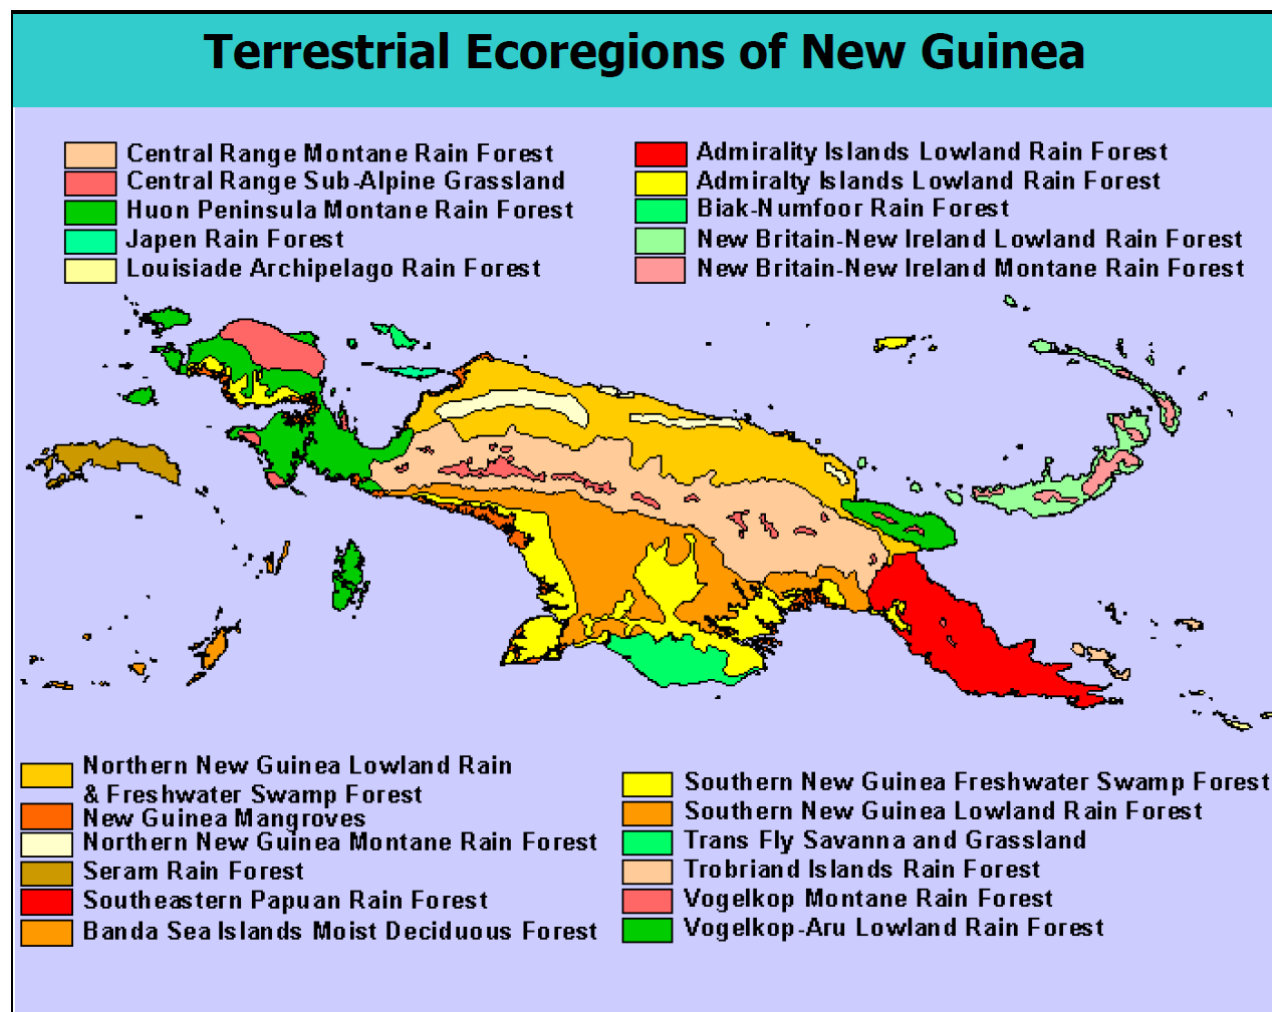 Terrestrial Ecoregions of New Guinea
Central Range Montane Rain Forest
Central Range Sub-Alpine Grassland
Huon Peninsula Montane Rain Forest
Japen Rain Forest
Louisiade Archipelago Rain Forest
Admirality Islands Lowland Rain Forest
Admiralty Islands Lowland Rain Forest
Biak-Numfoor Rain Forest
New Britain-New Ireland Lowland Rain Forest
New Britain-New Ireland Montane Rain Forest
Northern New Guinea Lowland Rain
& Freshwater Swamp Forest
New Guinea Mangroves
Northern New Guinea Montane Rain Forest
Seram Rain Forest
Southeastern Papuan Rain Forest
Banda Sea Islands Moist Deciduous Forest
Southern New Guinea Freshwater Swamp Forest
Southern New Guinea Lowland Rain Forest
Trans Fly Savanna and Grassland
Trobriand Islands Rain Forest
Vogelkop Montane Rain Forest
Vogelkop-Aru Lowland Rain Forest